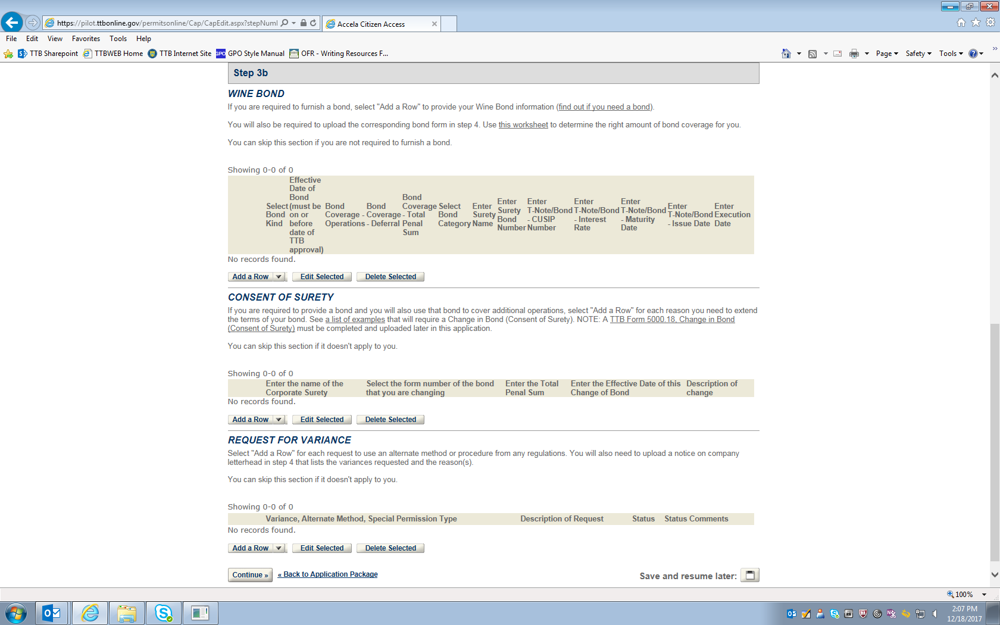 https://pilot.ttbonline.gov/permitsonline/Cap/CapEdit.aspx?stepNuml
Accela Citizen Access
File Edit View Favorites Tools Help
TTB Sharepoint TTBWEB Home TTB Internet Site GPO GPO Style Manual OFR - Writing Resources F...
Page Safety Tools
Step 3b
WINE BOND
If you are required to furnish a bond, select "Add a Row" to provide your Wine Bond information (find out if you need a bond).
You will also be required to upload the corresponding bond form in step 4. Use this worksheet to determine the right amount of bond coverage for you.
You can skip this section if you are not required to furnish a bond.
Showing 0-0 of 0
Select Bond Kind
Effective Date of Bond (must be on or before date of TTB approval)
Bond Coverage - Operations
Bond Coverage - Deferral
Bond Coverage - Total Penal Sum
Select Bond Category
Enter Surety Name
Enter Surety Bond Number
Enter T-Note/Bond - CUSIP Number
Enter T-Note/Bond - Interest Rate
Enter T-Note/Bond - Maturity Date
Enter T-Note/Bond - Issue Date
Enter Execution Date
No records found.
Add a Row Edit Selected Delete Selected
CONSENT OF SURETY
If you are required to provide a bond and you will also use that bond to cover additional operations, select "Add a Row" for each reason you need to extend
the terms of your bond. See a list of examples that will require a Change in Bond (Consent of Surety). NOTE: A TTB Form 5000.18, Change in Bond
(Consent of Surety) must be completed and uploaded later in this application.
You can skip this section if it doesn't apply to you.
Showing 0-0 of 0
Enter the name of the Corporate Surety
Select the form number of the bond that you are changing
Enter the Total Penal Sum
Enter the Effective Date of this Change of Bond
Description of change
No records found.
Add a Row Edit Selected Delete Selected
REQUEST FOR VARIANCE
Select "Add a Row" for each request to use an alternate method or procedure from any regulations. You will also need to upload a notice on company
letterhead in step 4 that lists the variances requested and the reason(s).
You can skip this section if it doesn't apply to you.
Showing 0-0 of 0
Variance, Alternate Method, Special Permission Type Description of Request Status Status Comments
No records found.
Add a Row Edit Selected Delete Selected
Continue » « Back to Application Package Save and resume later:
100%
2:07 PM
12/18/2017